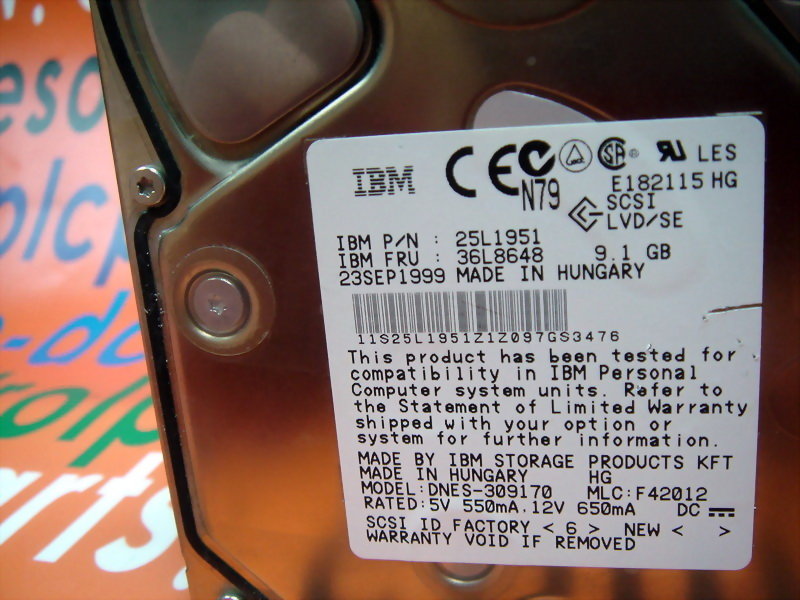 IBM CE N79 SA ® LES
E182115 HG
SCSI
LVD/SE
IBM P/N : 25L1951
IBM FRU : 36L8648 9.1 GB
23SEP1999 MADE IN HUNGARY
11S25L1951Z1Z097GS3476
This product has been tested for
compatibility in IBM Personal
Computer system units. Refer to
the Statement of Limited Warranty
shipped with your option or
system for further information.
MADE BY IBM STORAGE PRODUCTS KFT
MADE IN HUNGARY HG
MODEL:DNES-309170 MLC:F42012
RATED:5V 550mA.12V 650mA DC
SCSI ID FACTORY < 6 > NEW < >
WARRANTY VOID IF REMOVED